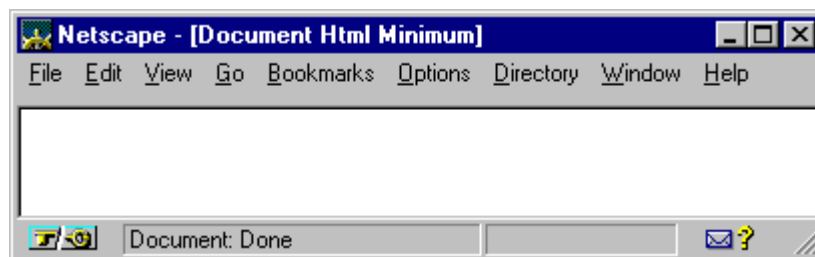 Netscape - [Document Html Minimum]
File Edit View Go Bookmarks Options Directory Window Help
Document: Done